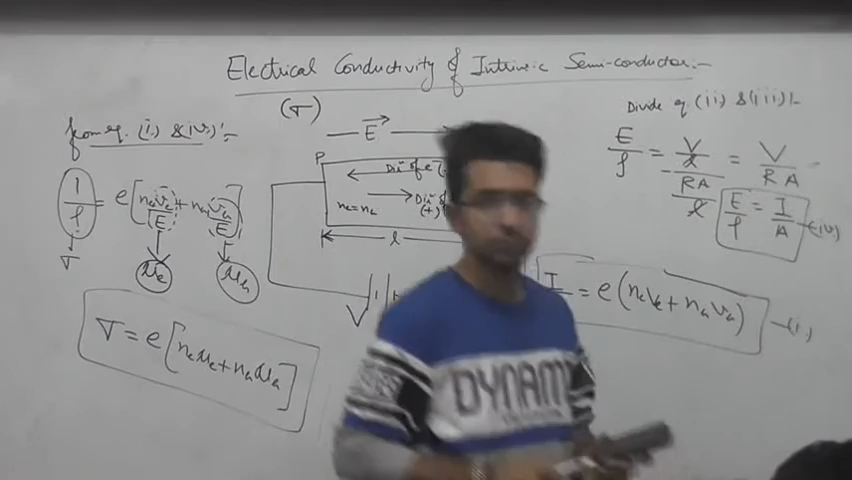 Electrical Conductivity of Intrinsic Semi-conductor:-
(σ)
from eq. (i) & (iv):-
1/ρ = e[nₑvₑ/E + nₕvₕ/E]
σ
μₑ μₕ
σ = e[nₑμₑ + nₕμₕ]
E
P
nₑ = nₕ
(+)
l
V
Divide eq (ii) & (iii):-
E/ρ = (V/l)/(RA/l) = V/RA
E/ρ = I/A -(iv)
= e(nₑvₑ + nₕvₕ) -(i)
DYNAM